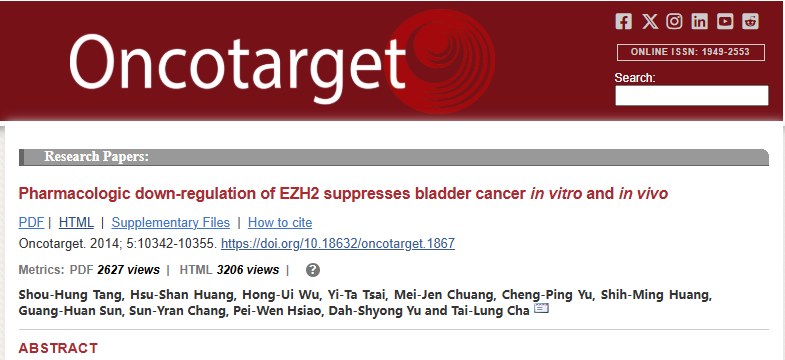 Oncotarget
ONLINE ISSN: 1949-2553
Search:
Research Papers:
Pharmacologic down-regulation of EZH2 suppresses bladder cancer in vitro and in vivo
PDF | HTML | Supplementary Files | How to cite
Oncotarget. 2014; 5:10342-10355. https://doi.org/10.18632/oncotarget.1867
Metrics: PDF 2627 views | HTML 3206 views | ?
Shou-Hung Tang, Hsu-Shan Huang, Hong-Ui Wu, Yi-Ta Tsai, Mei-Jen Chuang, Cheng-Ping Yu, Shih-Ming Huang,
Guang-Huan Sun, Sun-Yran Chang, Pei-Wen Hsiao, Dah-Shyong Yu and Tai-Lung Cha
ABSTRACT